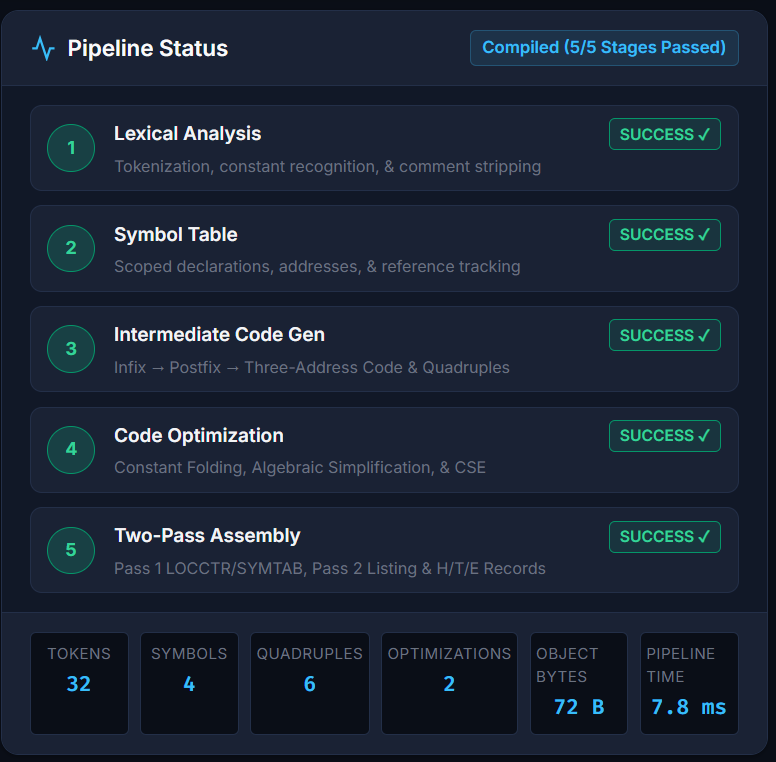 Pipeline Status
Compiled (5/5 Stages Passed)
1
Lexical Analysis
SUCCESS ✓
Tokenization, constant recognition, & comment stripping
2
Symbol Table
SUCCESS ✓
Scoped declarations, addresses, & reference tracking
3
Intermediate Code Gen
SUCCESS ✓
Infix → Postfix → Three-Address Code & Quadruples
4
Code Optimization
SUCCESS ✓
Constant Folding, Algebraic Simplification, & CSE
5
Two-Pass Assembly
SUCCESS ✓
Pass 1 LOCCTR/SYMTAB, Pass 2 Listing & H/T/E Records
TOKENS
32
SYMBOLS
4
QUADRUPLES
6
OPTIMIZATIONS
2
OBJECT
BYTES
72 B
PIPELINE
TIME
7.8 ms